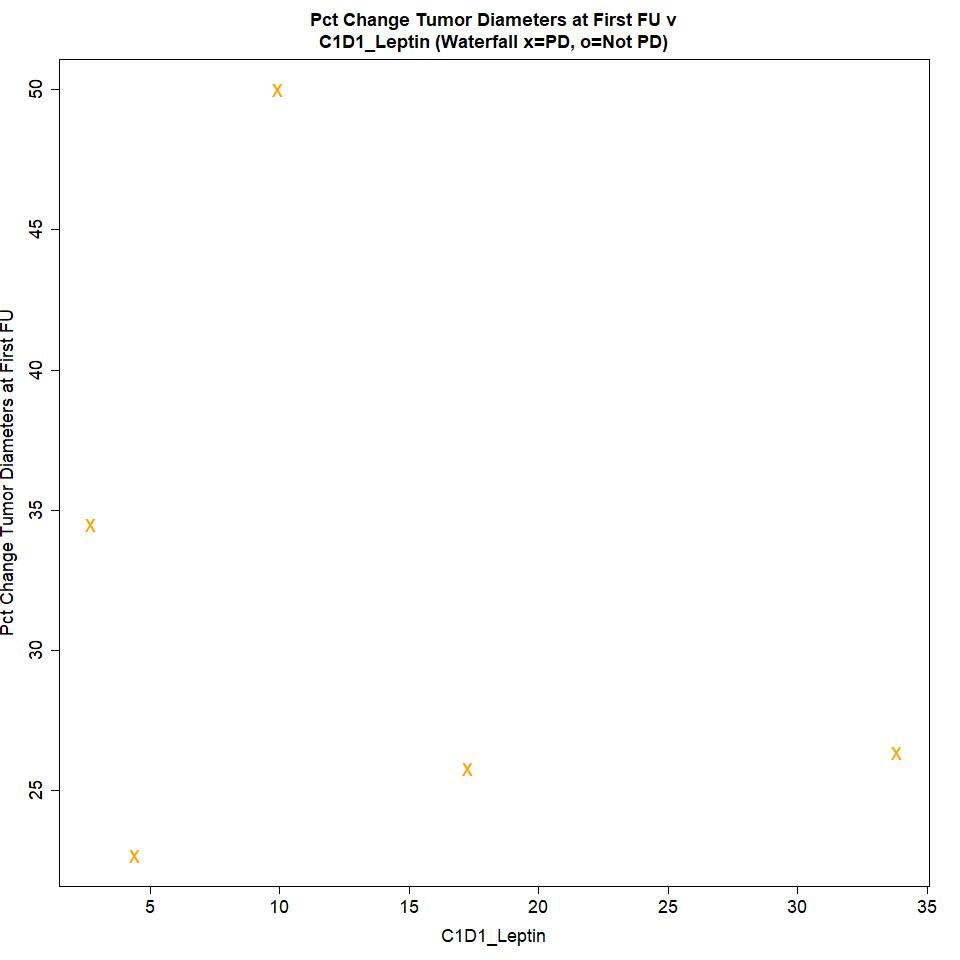 Pct Change Tumor Diameters at First FU v
C1D1_Leptin (Waterfall x=PD, o=Not PD)
Pct Change Tumor Diameters at First FU
50
45
40
35
30
25
X
X
X
X
X
5
10
15
20
25
30
35
C1D1_Leptin